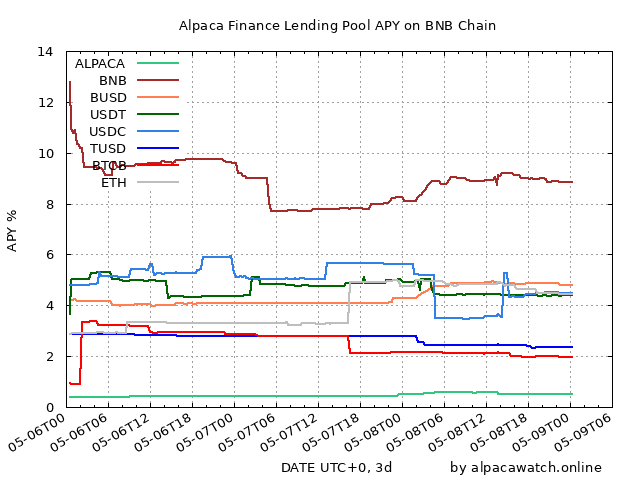 Alpaca Finance Lending Pool APY on BNB Chain
14
12
10
8
6
4
2
0
APY %
ALPACA
BNB
BUSD
USDT
USDC
TUSD
BTCB
ETH
05-06T00
05-06T06
05-06T12
05-06T18
05-07T00
05-07T06
05-07T12
05-07T18
05-08T00
05-08T06
05-08T12
05-08T18
05-09T00
05-09T06
DATE UTC+0, 3d
by alpacawatch.online